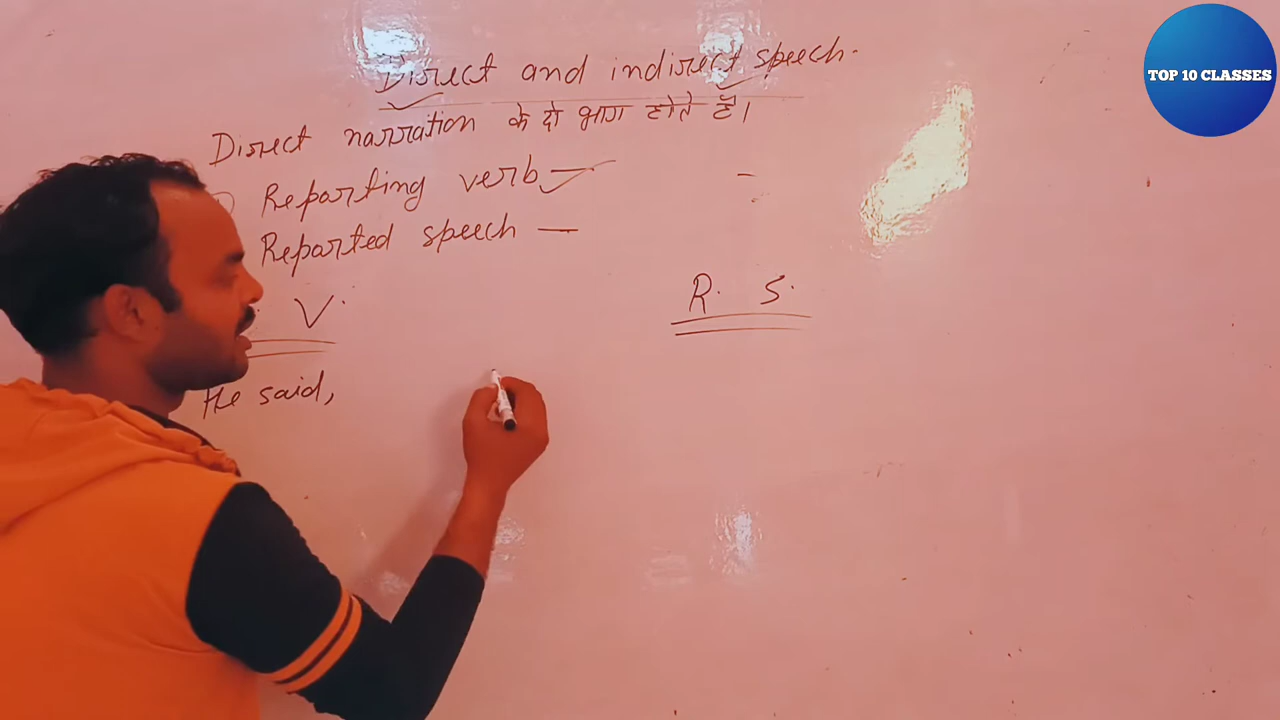 Direct and indirect speech.
Direct narration के दो भाग होते हैं।
Reporting verb —
Reported speech —
V. R. S.
He said,
TOP 10 CLASSES